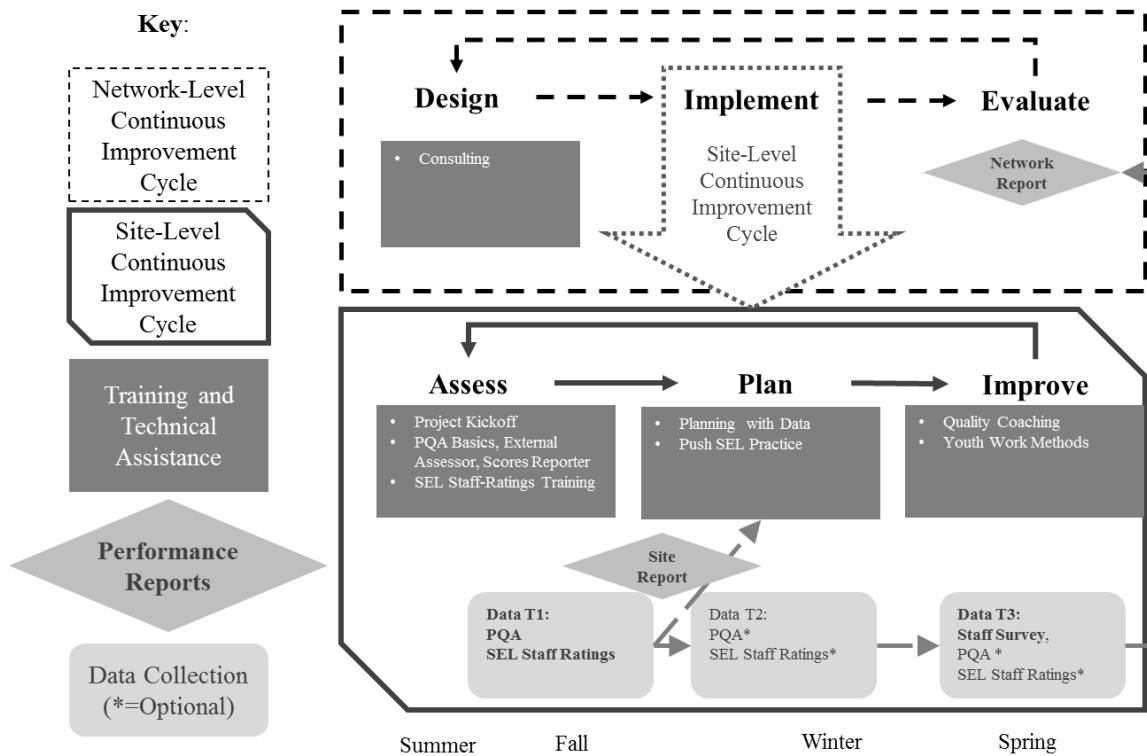 Key:
Network-Level
Continuous
Improvement
Cycle
Site-Level
Continuous
Improvement
Cycle
Training and
Technical
Assistance
Performance
Reports
Data Collection
(*=Optional)
Design
Implement
Evaluate
• Consulting
Site-Level
Continuous
Improvement
Cycle
Network
Report
Assess
Plan
Improve
• Project Kickoff
• PQA Basics, External
Assessor, Scores Reporter
• SEL Staff-Ratings Training
• Planning with Data
• Push SEL Practice
• Quality Coaching
• Youth Work Methods
Site
Report
Data T1:
PQA
SEL Staff Ratings
Data T2:
PQA*
SEL Staff Ratings*
Data T3:
Staff Survey,
PQA *
SEL Staff Ratings*
Summer Fall Winter Spring